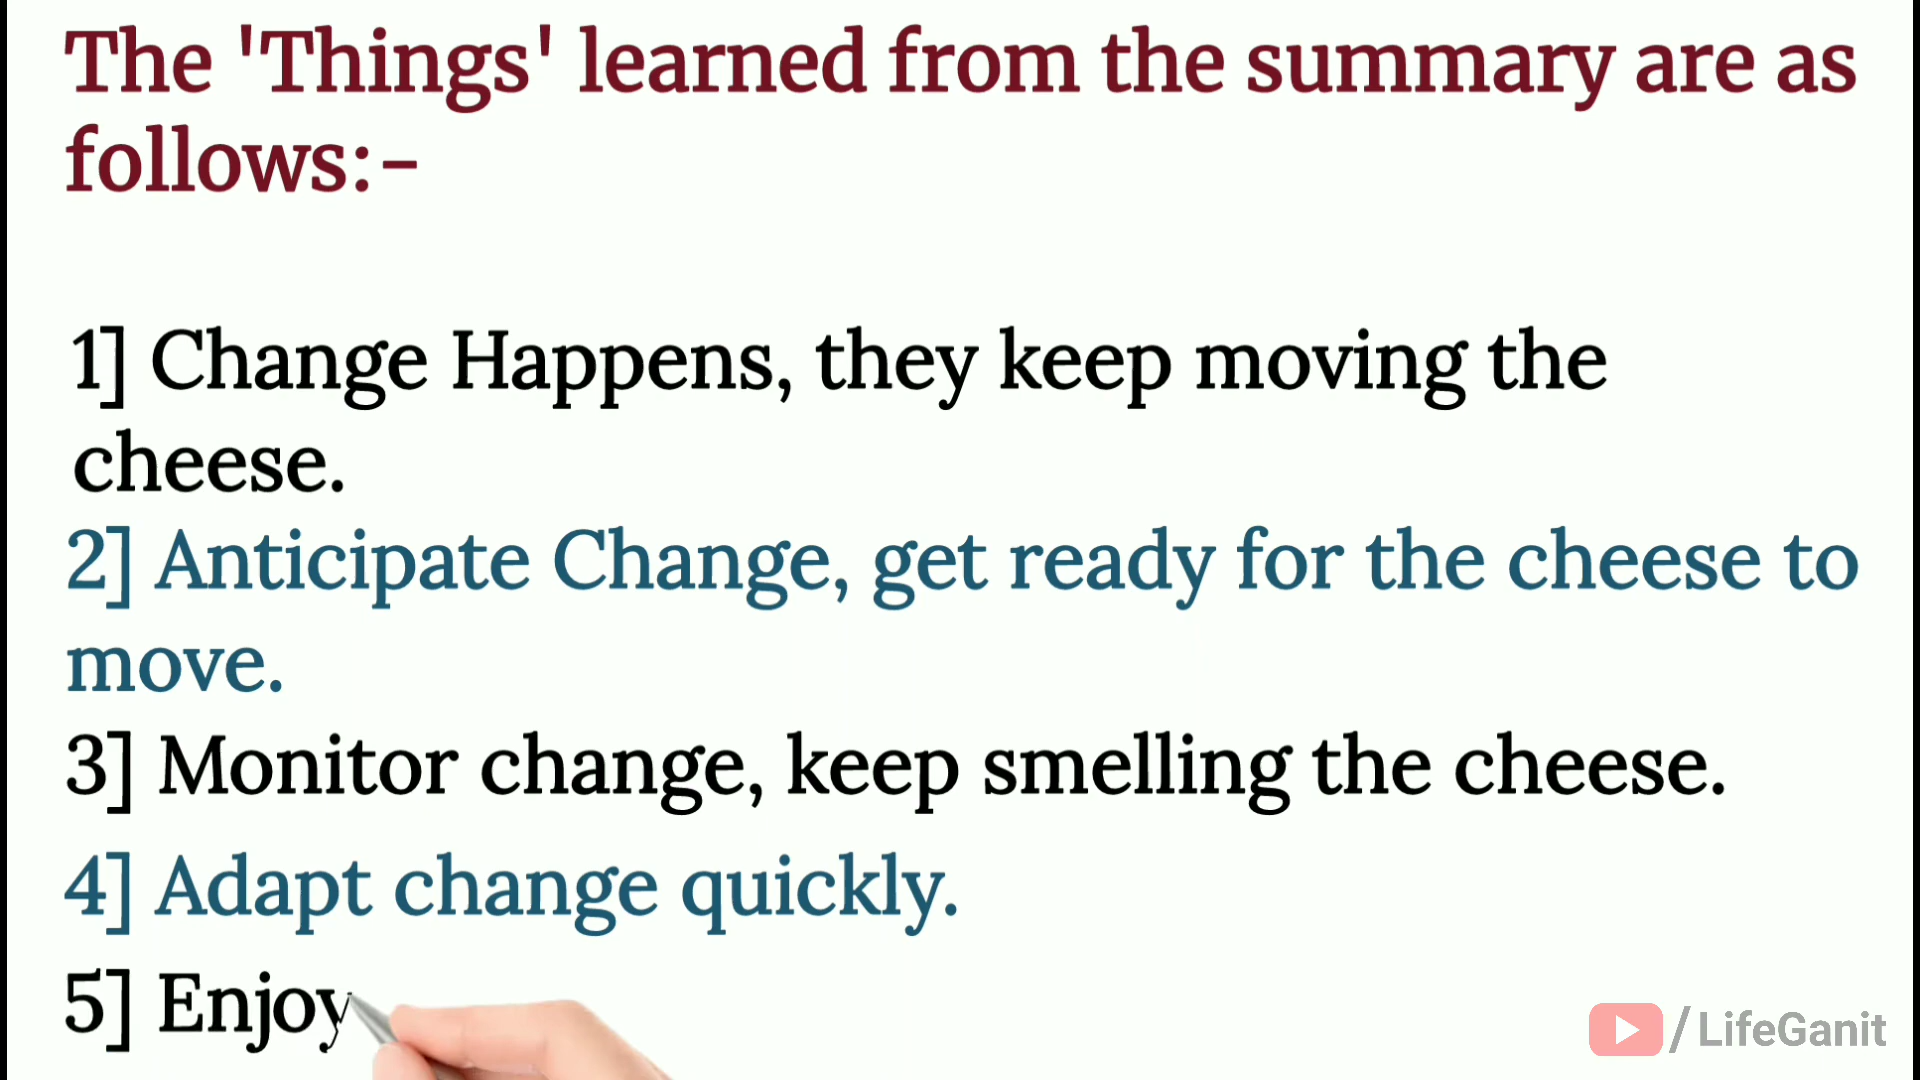 The 'Things' learned from the summary are as
follows:-
1] Change Happens, they keep moving the
cheese.
2] Anticipate Change, get ready for the cheese to
move.
3] Monitor change, keep smelling the cheese.
4] Adapt change quickly.
5] Enjoy
/LifeGanit